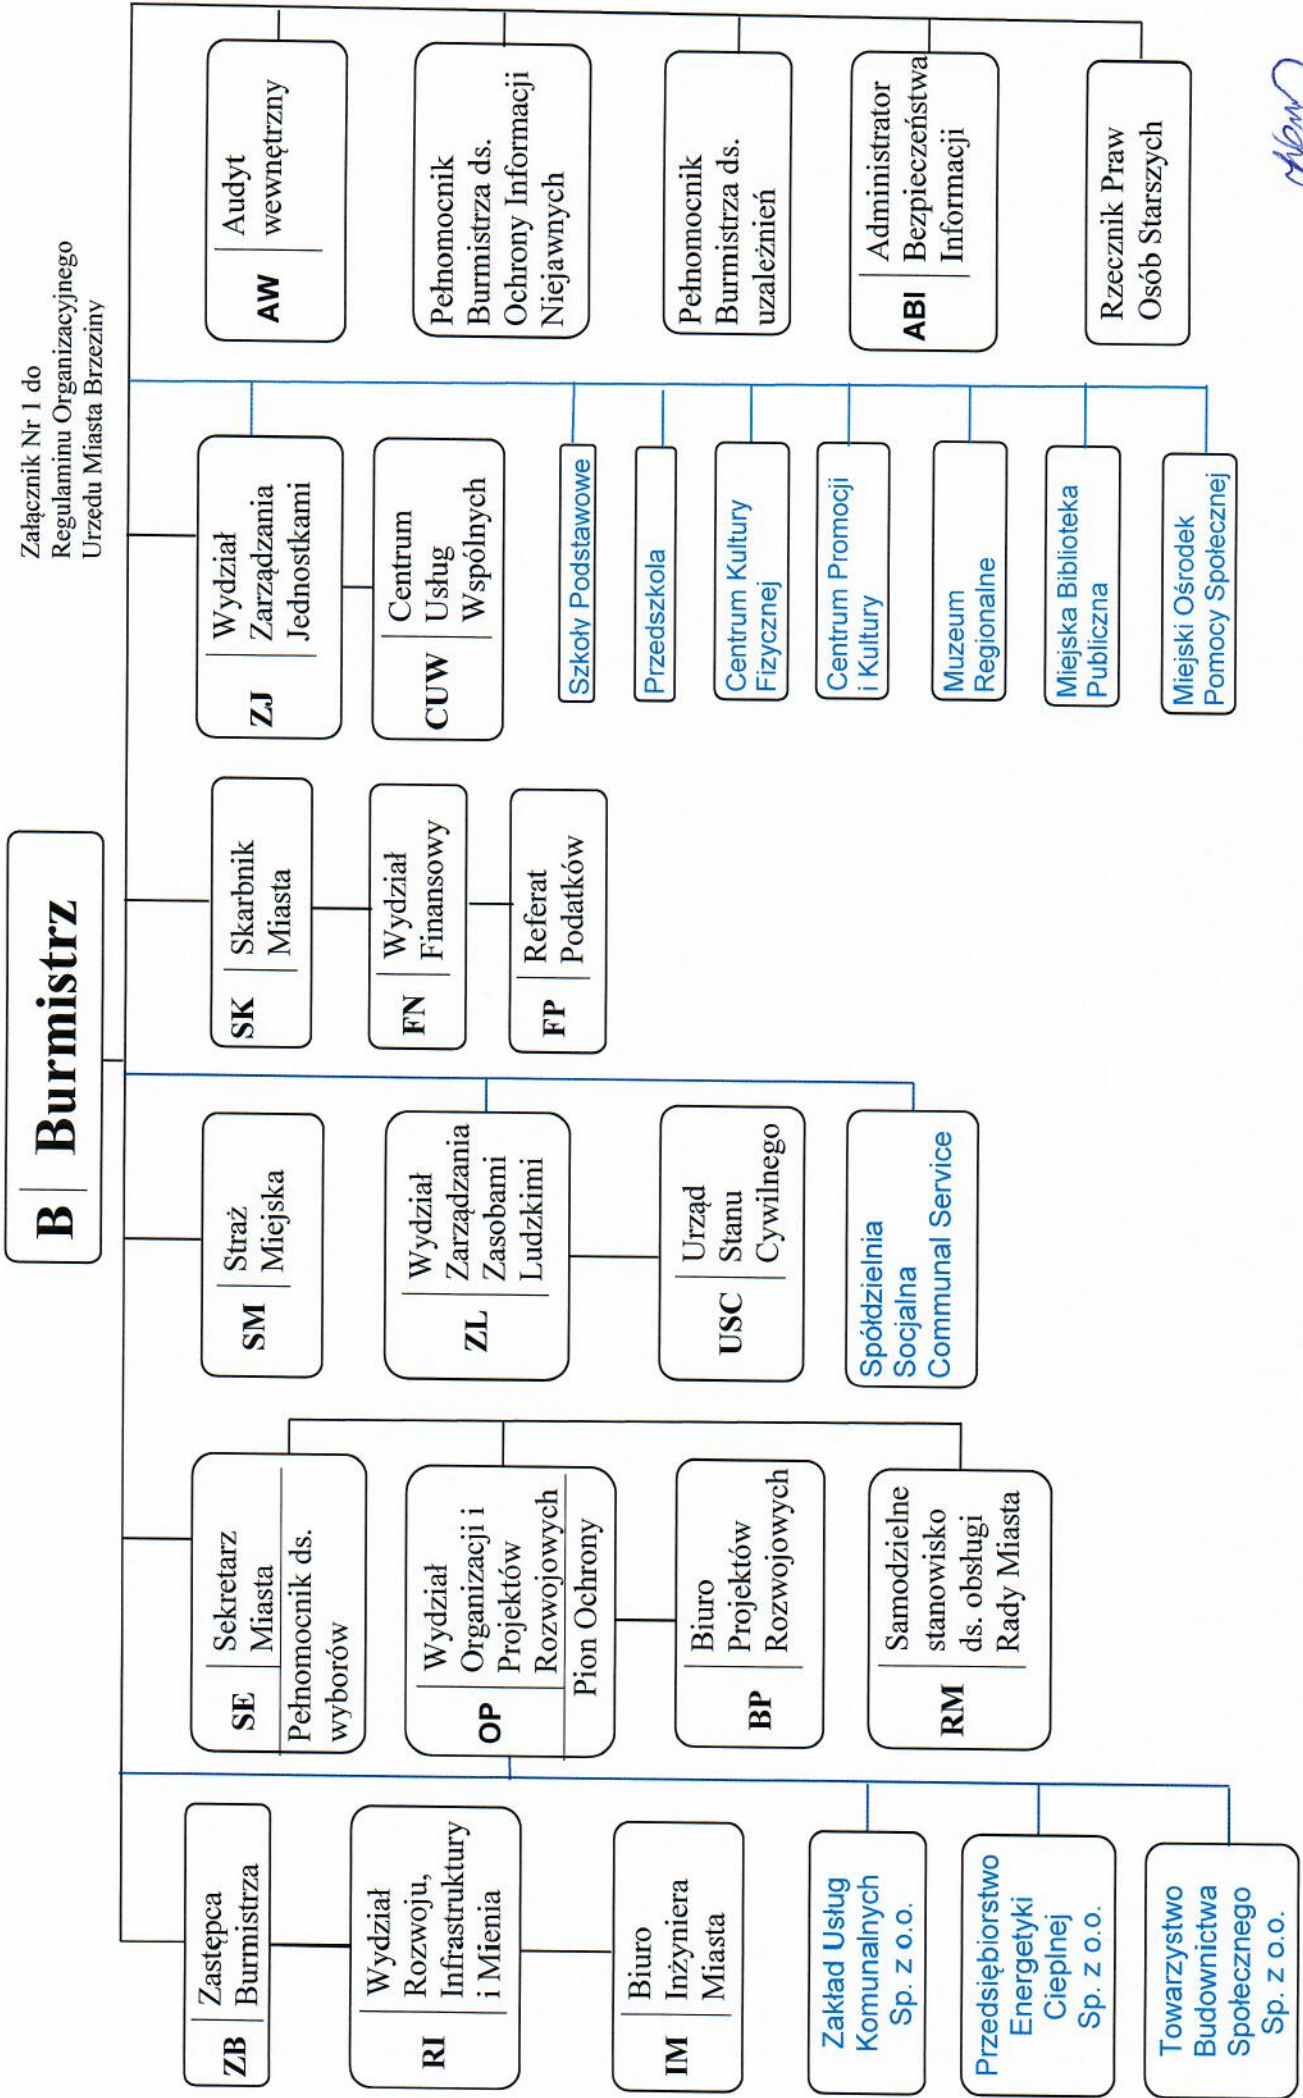 Załącznik Nr 1 do
Regulaminu Organizacyjnego
Urzędu Miasta Brzeziny
B Burmistrz
ZB Zastępca
Burmistrza
RI Wydział
Rozwoju,
Infrastruktury
i Mienia
IM Biuro
Inżyniera
Miasta
Zakład Usług
Komunalnych
Sp. z o.o.
Przedsiębiorstwo
Energetyki
Cieplnej
Sp. z o.o.
Towarzystwo
Budownictwa
Społecznego
Sp. z o.o.
SE Sekretarz
Miasta
Pełnomocnik ds.
wyborów
OP Wydział
Organizacji i
Projektów
Rozwojowych
Pion Ochrony
BP Biuro
Projektów
Rozwojowych
RM Samodzielne
stanowisko
ds. obsługi
Rady Miasta
SM Straż
Miejska
ZL Wydział
Zarządzania
Zasobami
Ludzkimi
USC Urząd
Stanu
Cywilnego
Spółdzielnia
Socjalna
Communal Service
SK Skarbnik
Miasta
FN Wydział
Finansowy
FP Referat
Podatków
ZJ Wydział
Zarządzania
Jednostkami
CUW Centrum
Usług
Wspólnych
Szkoły Podstawowe
Przedszkola
Centrum Kultury
Fizycznej
Centrum Promocji
i Kultury
Muzeum
Regionalne
Miejska Biblioteka
Publiczna
Miejski Ośrodek
Pomocy Społecznej
AW Audyt
wewnętrzny
Pełnomocnik
Burmistrza ds.
Ochrony Informacji
Niejawnych
Pełnomocnik
Burmistrza ds.
uzależnień
ABI Administrator
Bezpieczeństwa
Informacji
Rzecznik Praw
Osób Starszych